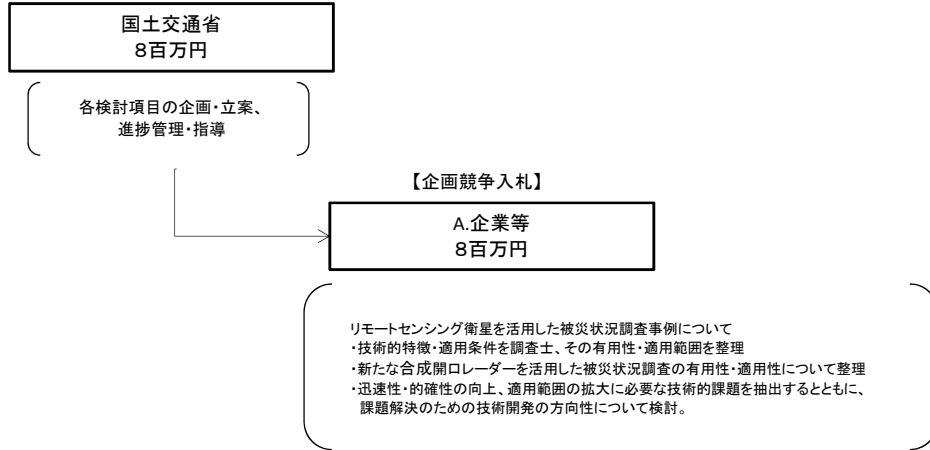 国土交通省
8百万円
各検討項目の企画・立案、
進捗管理・指導
【企画競争入札】
A.企業等
8百万円
リモートセンシング衛星を活用した被災状況調査事例について
・技術的特徴・適用条件を調査士、その有用性・適用範囲を整理
・新たな合成開ロレーダーを活用した被災状況調査の有用性・適用性について整理
・迅速性・的確性の向上、適用範囲の拡大に必要な技術的課題を抽出するとともに、
課題解決のための技術開発の方向性について検討。